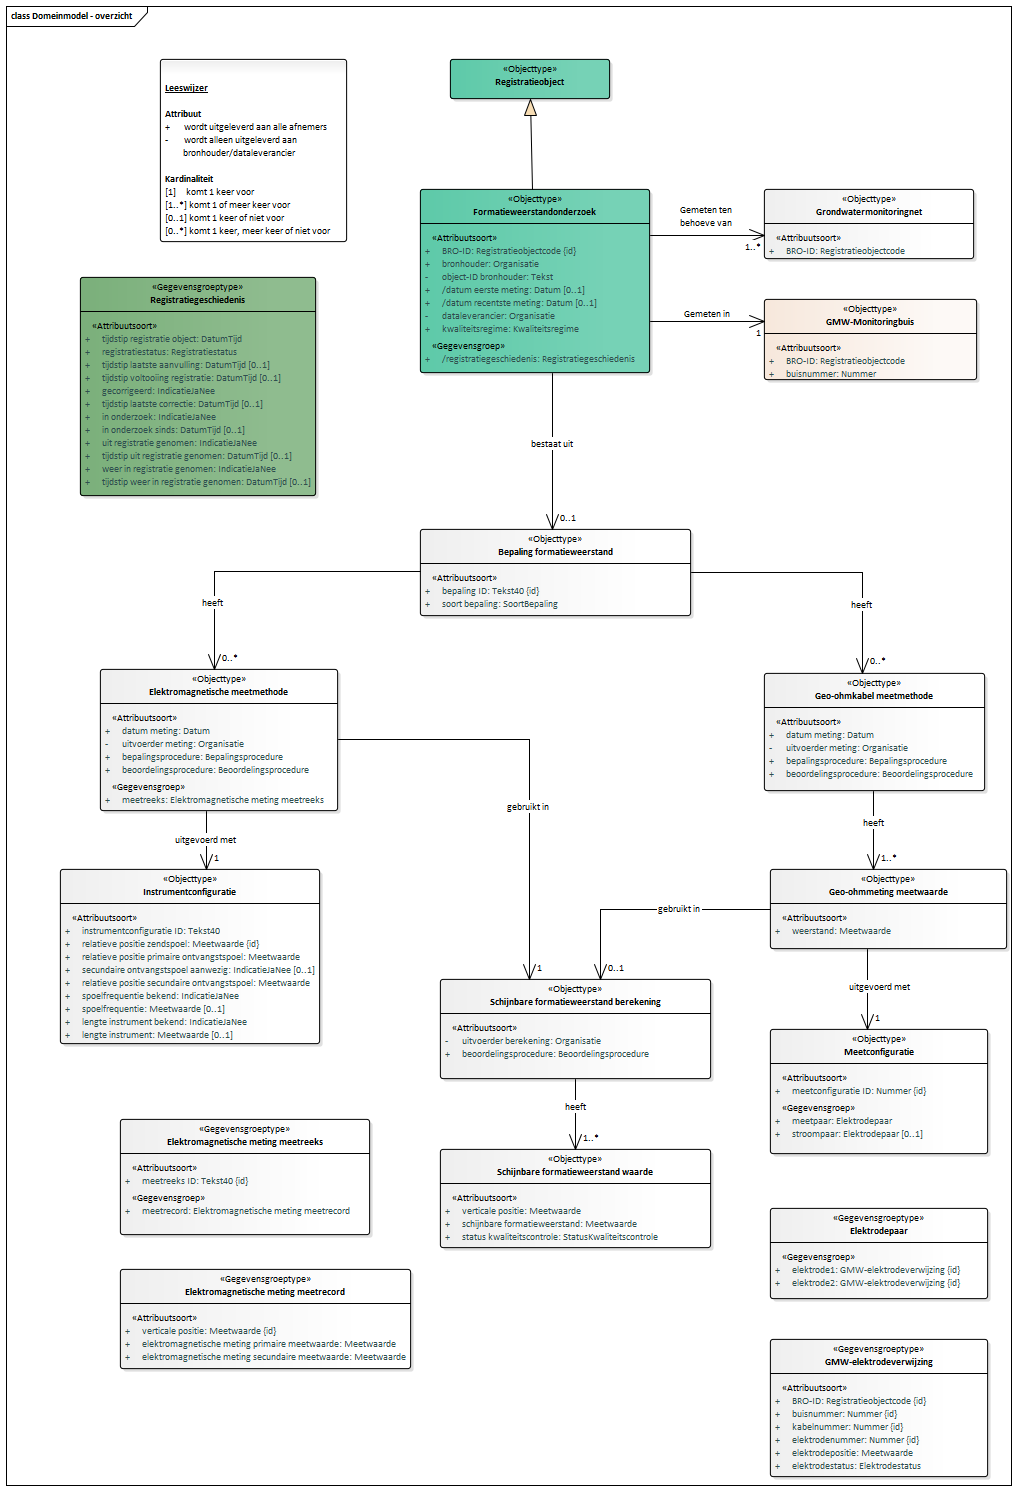 class Domeinmodel - overzicht
Leeswijzer
Attribuut
+ wordt uitgeleverd aan alle afnemers
- wordt alleen uitgeleverd aan
bronhouder/dataleverancier
Kardinaliteit
[1] komt 1 keer voor
[1..*] komt 1 of meer keer voor
[0..1] komt 1 keer of niet voor
[0..*] komt 1 keer, meer keer of niet voor
«Objecttype»
Registratieobject
«Objecttype»
Formatieweerstandonderzoek
«Attribuutsoort»
+ BRO-ID: Registratieobjectcode {id}
+ bronhouder: Organisatie
- object-ID bronhouder: Tekst
+ /datum eerste meting: Datum [0..1]
+ /datum recentste meting: Datum [0..1]
- dataleverancier: Organisatie
+ kwaliteitsregime: Kwaliteitsregime
«Gegevensgroep»
+ /registratiegeschiedenis: Registratiegeschiedenis
Gemeten ten
behoeve van
1..*
«Objecttype»
Grondwatermonitoringnet
«Attribuutsoort»
+ BRO-ID: Registratieobjectcode
Gemeten in
1
«Objecttype»
GMW-Monitoringbuis
«Attribuutsoort»
+ BRO-ID: Registratieobjectcode
+ buisnummer: Nummer
«Gegevensgroeptype»
Registratiegeschiedenis
«Attribuutsoort»
+ tijdstip registratie object: DatumTijd
+ registratiestatus: Registratiestatus
+ tijdstip laatste aanvulling: DatumTijd [0..1]
+ tijdstip voltooiing registratie: DatumTijd [0..1]
+ gecorrigeerd: IndicatieJaNee
+ tijdstip laatste correctie: DatumTijd [0..1]
+ in onderzoek: IndicatieJaNee
+ in onderzoek sinds: DatumTijd [0..1]
+ uit registratie genomen: IndicatieJaNee
+ tijdstip uit registratie genomen: DatumTijd [0..1]
+ weer in registratie genomen: IndicatieJaNee
+ tijdstip weer in registratie genomen: DatumTijd [0..1]
bestaat uit
0..1
«Objecttype»
Bepaling formatieweerstand
«Attribuutsoort»
+ bepaling ID: Tekst40 {id}
+ soort bepaling: SoortBepaling
heeft
0..*
heeft
0..*
«Objecttype»
Elektromagnetische meetmethode
«Attribuutsoort»
+ datum meting: Datum
- uitvoerder meting: Organisatie
+ bepalingsprocedure: Bepalingsprocedure
+ beoordelingsprocedure: Beoordelingsprocedure
«Gegevensgroep»
+ meetreeks: Elektromagnetische meting meetreeks
«Objecttype»
Geo-ohmkabel meetmethode
«Attribuutsoort»
+ datum meting: Datum
- uitvoerder meting: Organisatie
+ bepalingsprocedure: Bepalingsprocedure
+ beoordelingsprocedure: Beoordelingsprocedure
uitgevoerd met
1
gebruikt in
1
heeft
1..*
«Objecttype»
Instrumentconfiguratie
«Attribuutsoort»
+ instrumentconfiguratie ID: Tekst40
+ relatieve positie zendspoel: Meetwaarde {id}
+ relatieve positie primaire ontvangstspoel: Meetwaarde
+ secundaire ontvangstspoel aanwezig: IndicatieJaNee [0..1]
+ relatieve positie secundaire ontvangstspoel: Meetwaarde
+ spoelfrequentie bekend: IndicatieJaNee
+ spoelfrequentie: Meetwaarde [0..1]
+ lengte instrument bekend: IndicatieJaNee
+ lengte instrument: Meetwaarde [0..1]
«Objecttype»
Geo-ohmmeting meetwaarde
«Attribuutsoort»
+ weerstand: Meetwaarde
gebruikt in
0..1
uitgevoerd met
1
«Objecttype»
Schijnbare formatieweerstand berekening
«Attribuutsoort»
- uitvoerder berekening: Organisatie
+ beoordelingsprocedure: Beoordelingsprocedure
«Objecttype»
Meetconfiguratie
«Attribuutsoort»
+ meetconfiguratie ID: Nummer {id}
«Gegevensgroep»
+ meetpaar: Elektrodepaar
+ stroompaar: Elektrodepaar [0..1]
heeft
1..*
«Gegevensgroeptype»
Elektromagnetische meting meetreeks
«Attribuutsoort»
+ meetreeks ID: Tekst40 {id}
«Gegevensgroep»
+ meetrecord: Elektromagnetische meting meetrecord
«Objecttype»
Schijnbare formatieweerstand waarde
«Attribuutsoort»
+ verticale positie: Meetwaarde
+ schijnbare formatieweerstand: Meetwaarde
+ status kwaliteitscontrole: StatusKwaliteitscontrole
«Gegevensgroeptype»
Elektrodepaar
«Gegevensgroep»
+ elektrode1: GMW-elektrodeverwijzing {id}
+ elektrode2: GMW-elektrodeverwijzing {id}
«Gegevensgroeptype»
Elektromagnetische meting meetrecord
«Attribuutsoort»
+ verticale positie: Meetwaarde {id}
+ elektromagnetische meting primaire meetwaarde: Meetwaarde
+ elektromagnetische meting secundaire meetwaarde: Meetwaarde
«Gegevensgroeptype»
GMW-elektrodeverwijzing
«Attribuutsoort»
+ BRO-ID: Registratieobjectcode {id}
+ buisnummer: Nummer {id}
+ kabelnummer: Nummer {id}
+ elektrodenummer: Nummer {id}
+ elektrodepositie: Meetwaarde
+ elektrodestatus: Elektrodestatus